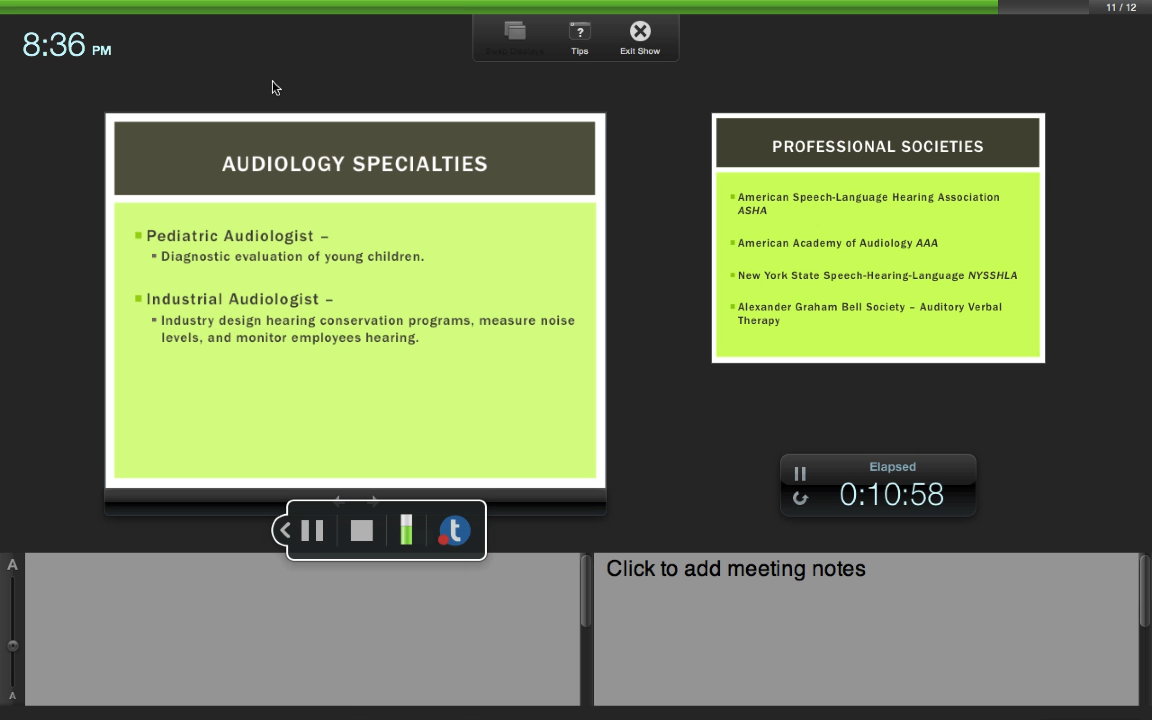 11 / 12
8:36 PM
Swap Displays
Tips
Exit Show
AUDIOLOGY SPECIALTIES
Pediatric Audiologist –
Diagnostic evaluation of young children.
Industrial Audiologist –
Industry design hearing conservation programs, measure noise
levels, and monitor employees hearing.
PROFESSIONAL SOCIETIES
American Speech-Language Hearing Association
ASHA
American Academy of Audiology AAA
New York State Speech-Hearing-Language NYSSHLA
Alexander Graham Bell Society – Auditory Verbal
Therapy
Elapsed
0:10:58
t
A
A
Click to add meeting notes